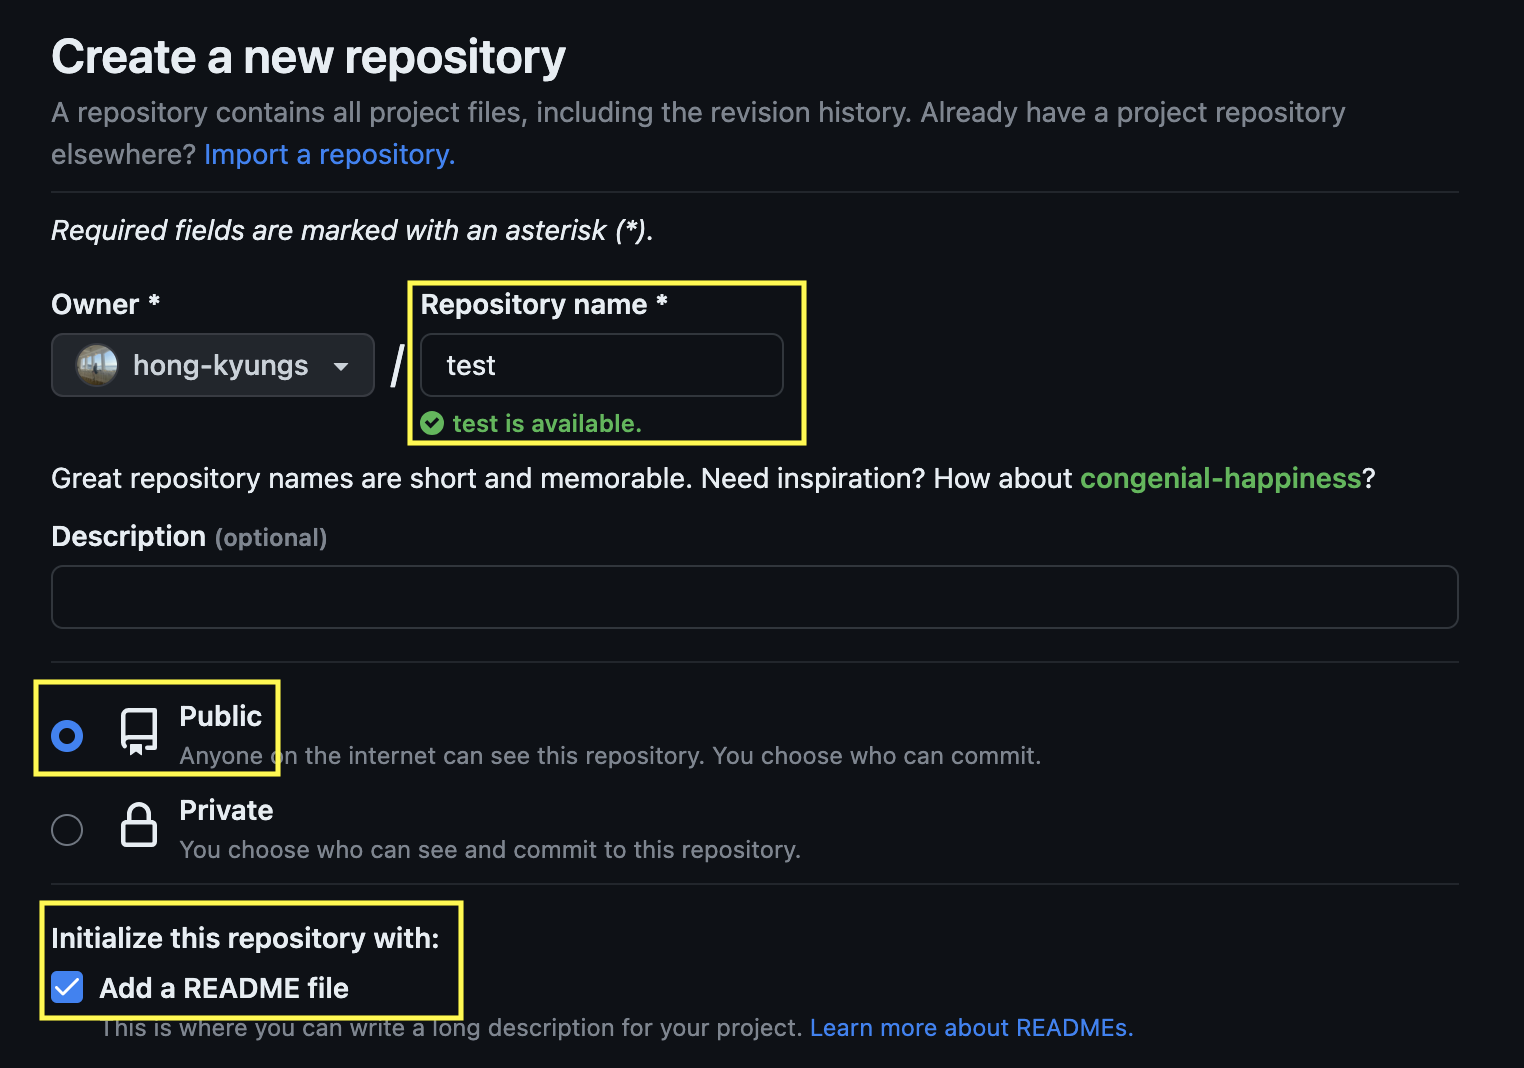 Create a new repository
A repository contains all project files, including the revision history. Already have a project repository
elsewhere? Import a repository.
Required fields are marked with an asterisk (*).
Owner *
Repository name *
hong-kyungs
/
test
test is available.
Great repository names are short and memorable. Need inspiration? How about congenial-happiness?
Description (optional)
Public
Anyone on the internet can see this repository. You choose who can commit.
Private
You choose who can see and commit to this repository.
Initialize this repository with:
Add a README file
This is where you can write a long description for your project. Learn more about READMEs.